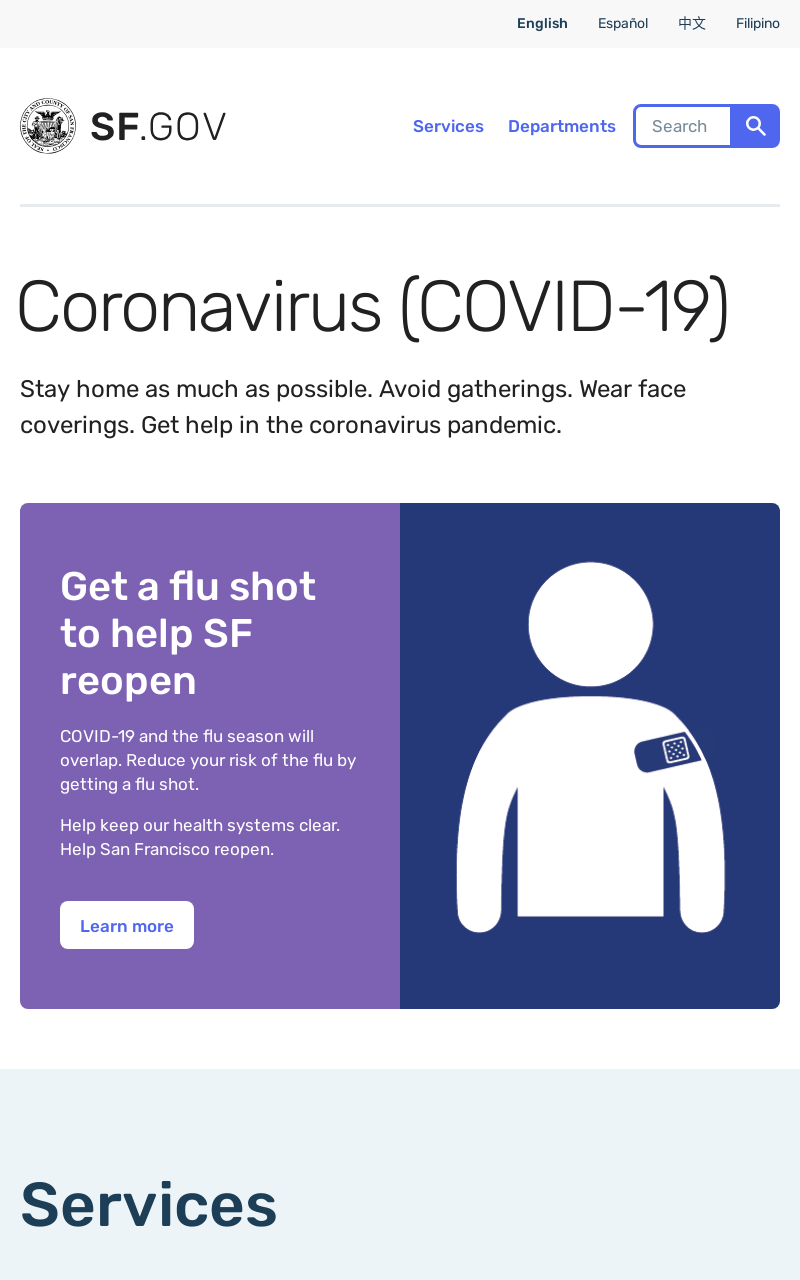 English Español 中文 Filipino
SF.GOV Services Departments Search
Coronavirus (COVID-19)
Stay home as much as possible. Avoid gatherings. Wear face
coverings. Get help in the coronavirus pandemic.
Get a flu shot
to help SF
reopen
COVID-19 and the flu season will
overlap. Reduce your risk of the flu by
getting a flu shot.
Help keep our health systems clear.
Help San Francisco reopen.
Learn more
Services